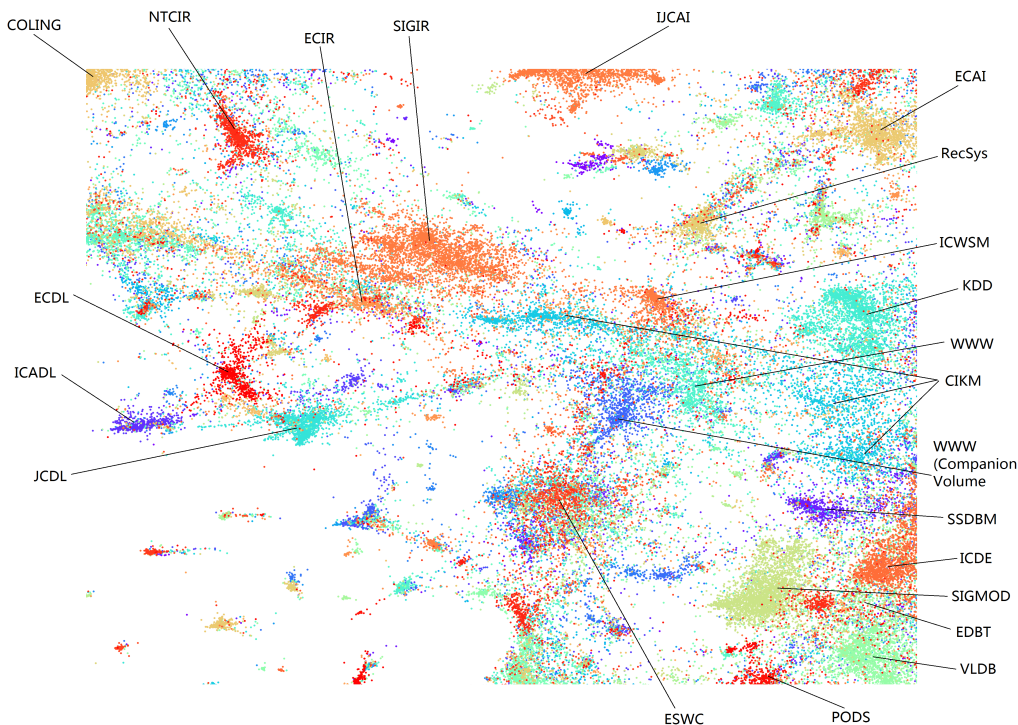 COLING
NTCIR
ECIR
SIGIR
IJCAI
ECAI
RecSys
ICWSM
KDD
WWW
CIKM
WWW
(Companion
Volume
SSDBM
ICDE
SIGMOD
EDBT
VLDB
PODS
ESWC
ECDL
ICADL
JCDL